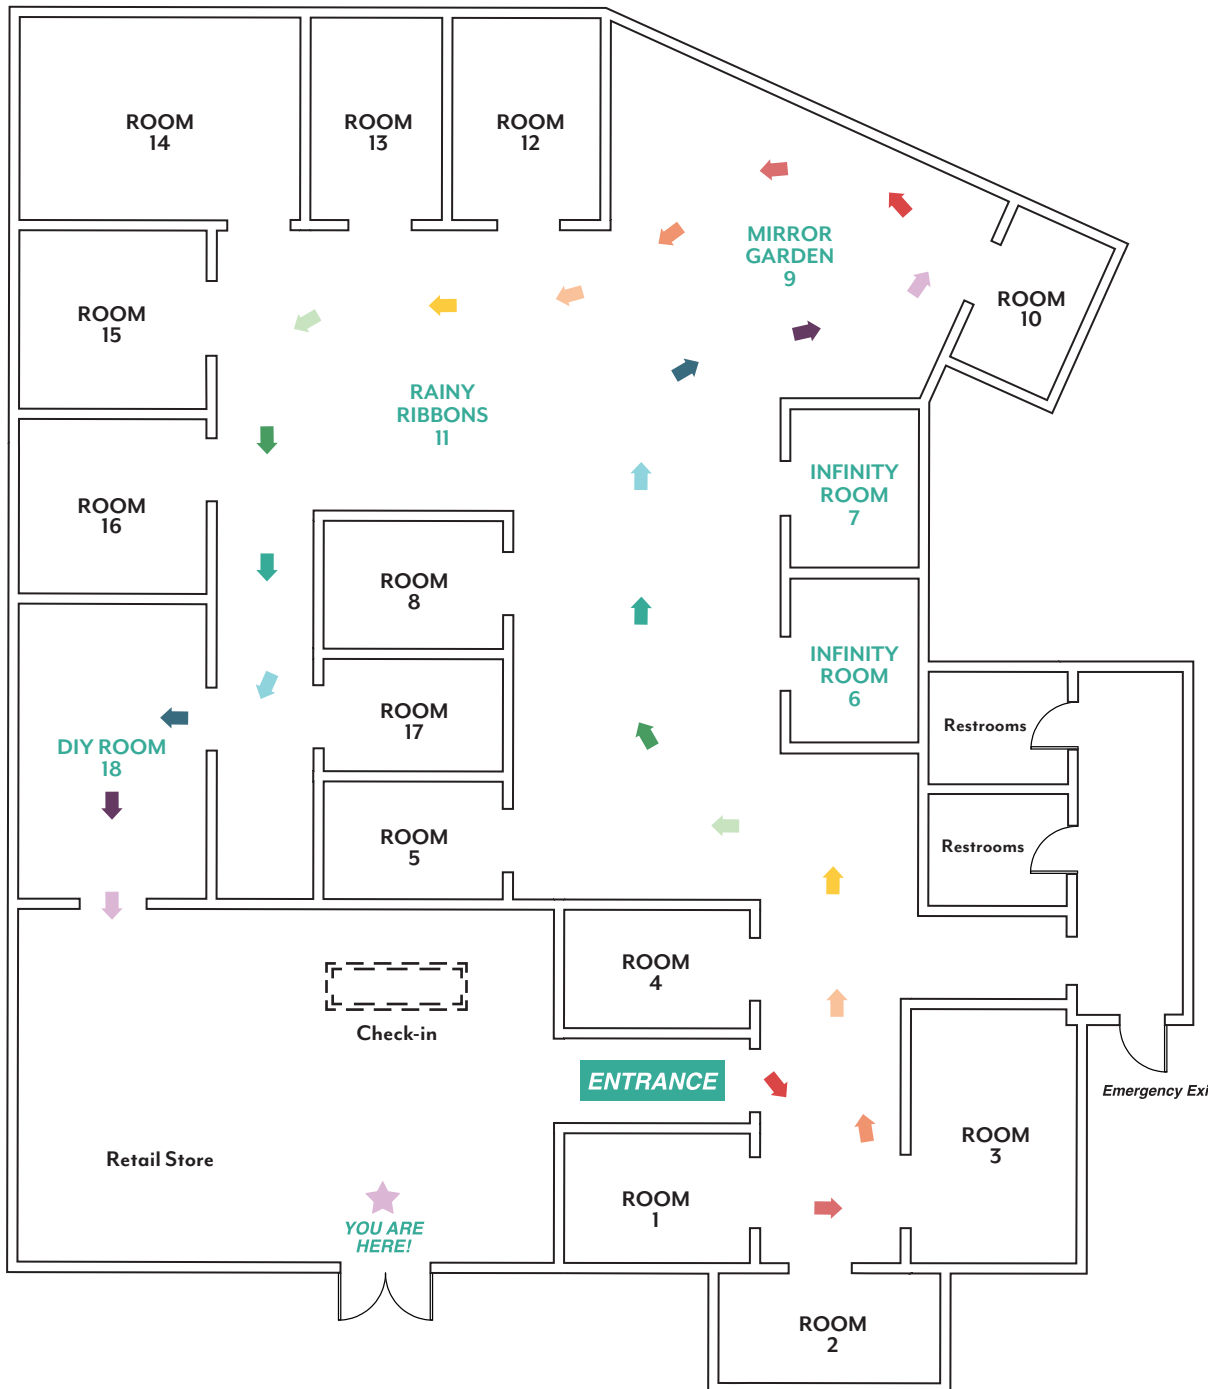 ROOM
14
ROOM
13
ROOM
12
MIRROR
GARDEN
9
ROOM
10
ROOM
15
RAINY
RIBBONS
11
INFINITY
ROOM
7
ROOM
16
ROOM
8
INFINITY
ROOM
6
ROOM
17
Restrooms
DIY ROOM
18
ROOM
5
Restrooms
ROOM
4
Check-in
ENTRANCE
Emergency Exi
ROOM
3
Retail Store
ROOM
1
YOU ARE
HERE!
ROOM
2